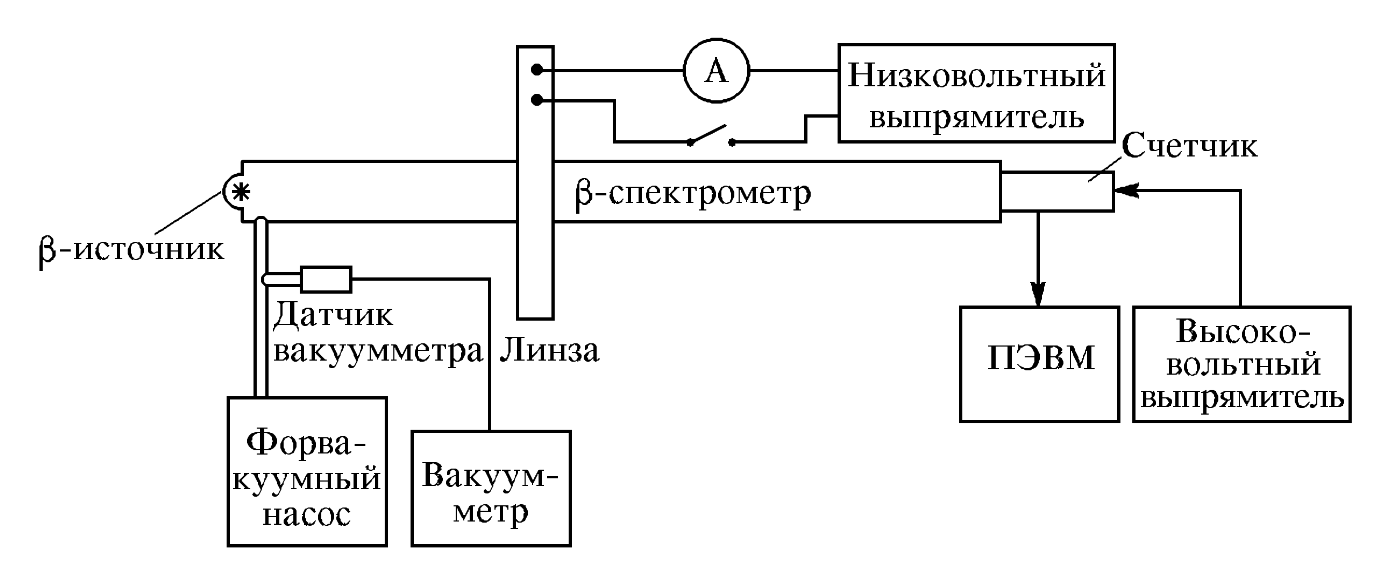 А
Низковольтный
выпрямитель
Счетчик
β-спектрометр
β-источник
Датчик
вакуумметра
Линза
ПЭВМ
Высоко-
вольтный
выпрямитель
Форва-
куумный
насос
Вакуум-
метр